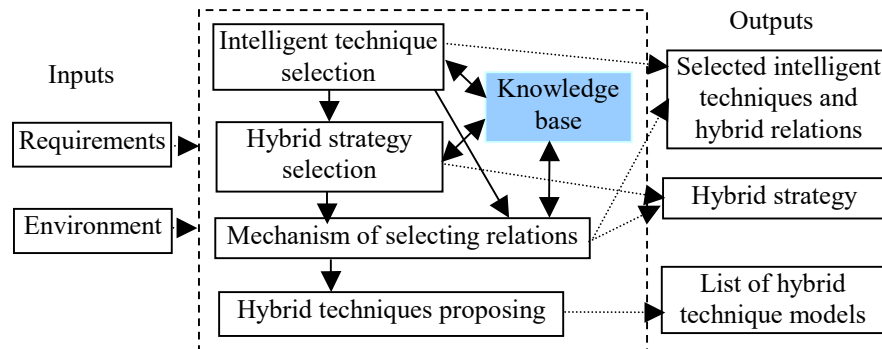 Inputs
Requirements
Environment
Intelligent technique
selection
Knowledge
base
Hybrid strategy
selection
Mechanism of selecting relations
Hybrid techniques proposing
Outputs
Selected intelligent
techniques and
hybrid relations
Hybrid strategy
List of hybrid
technique models